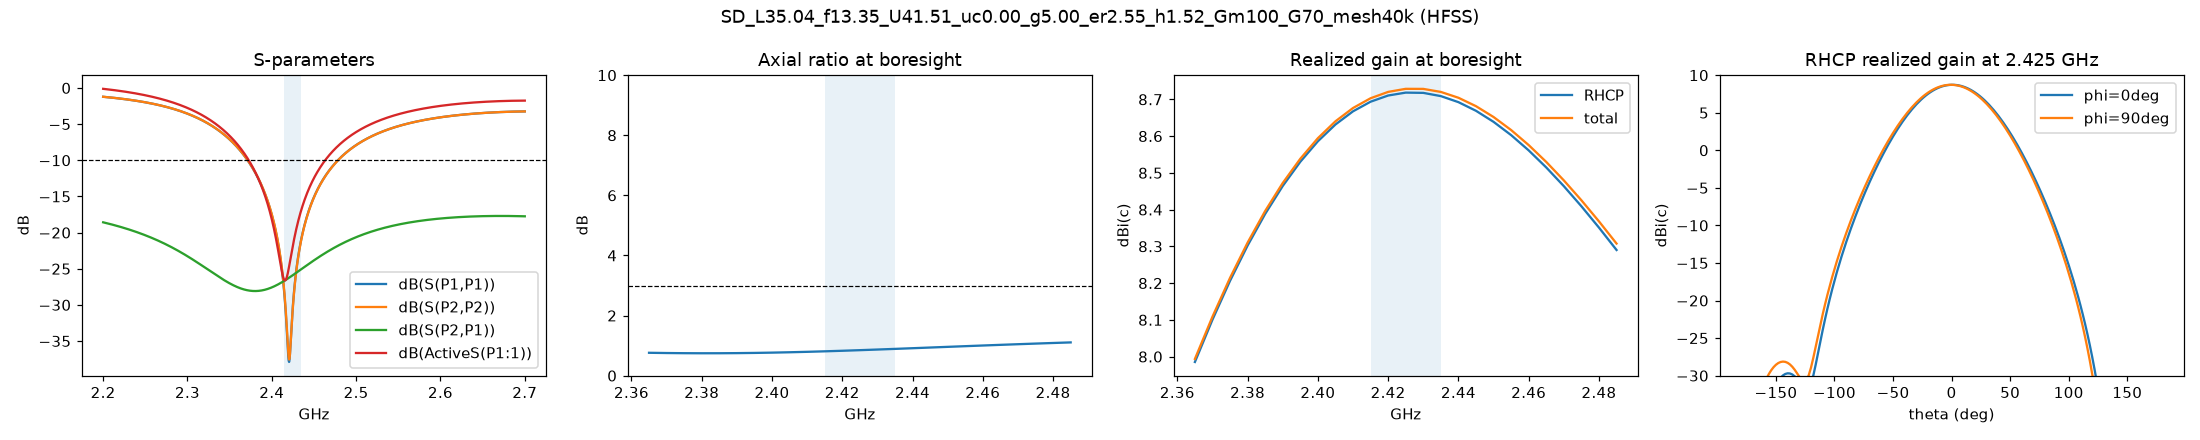 SD_L35.04_f13.35_U41.51_uc0.00_g5.00_er2.55_h1.52_Gm100_G70_mesh40k (HFSS)
S-parameters
0
−5
−10
−15
−20
−25
−30
−35
dB
2.2 2.3 2.4 2.5 2.6 2.7
GHz
dB(S(P1,P1))
dB(S(P2,P2))
dB(S(P2,P1))
dB(ActiveS(P1:1))
Axial ratio at boresight
10
8
6
4
2
0
dB
2.36 2.38 2.40 2.42 2.44 2.46 2.48
GHz
Realized gain at boresight
8.7
8.6
8.5
8.4
8.3
8.2
8.1
8.0
dBi(c)
2.36 2.38 2.40 2.42 2.44 2.46 2.48
GHz
RHCP
total
RHCP realized gain at 2.425 GHz
10
5
0
−5
−10
−15
−20
−25
−30
dBi(c)
−150 −100 −50 0 50 100 150
theta (deg)
phi=0deg
phi=90deg